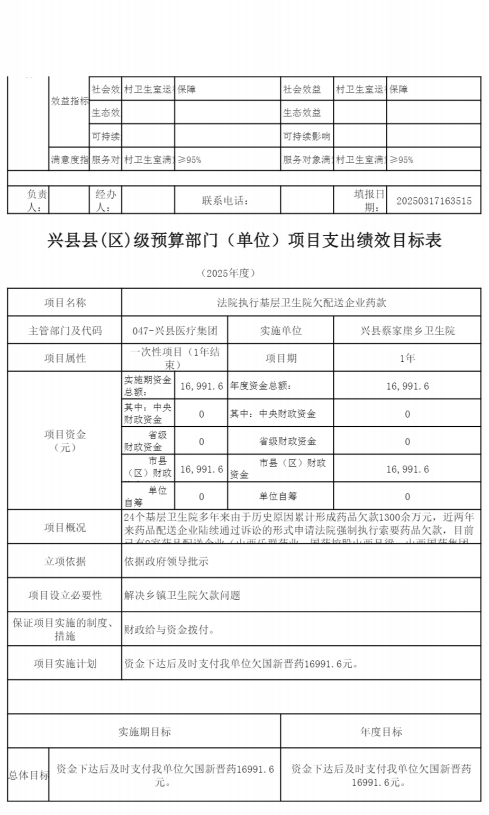 社会效 村卫生室运 保障 社会效益 村卫生室运 保障
效益指标
生态效 生态效益
可持续 可持续影响
满意度指 服务对 村卫生室满 ≥95% 服务对象满 村卫生室满 ≥95%
负责人： 经办人： 联系电话： 填报日期： 20250317163515
兴县县(区)级预算部门（单位）项目支出绩效目标表
（2025年度）
项目名称 法院执行基层卫生院欠配送企业药款
主管部门及代码 047-兴县医疗集团 实施单位 兴县蔡家崖乡卫生院
项目属性 一次性项目（1年结束） 项目期 1年
项目资金（元）
实施期资金总额： 16,991.6 年度资金总额： 16,991.6
其中：中央财政资金 0 其中：中央财政资金 0
省级财政资金 0 省级财政资金 0
市县（区）财政 16,991.6 市县（区）财政资金 16,991.6
单位自筹 0 单位自筹 0
项目概况
24个基层卫生院多年来由于历史原因累计形成药品欠款1300余万元，近两年
来药品配送企业陆续通过诉讼的形式申请法院强制执行索要药品欠款，目前
立项依据 依据政府领导批示
项目设立必要性 解决乡镇卫生院欠款问题
保证项目实施的制度、措施 财政给与资金拨付。
项目实施计划 资金下达后及时支付我单位欠国新晋药16991.6元。
实施期目标 年度目标
总体目标 资金下达后及时支付我单位欠国新晋药16991.6元。 资金下达后及时支付我单位欠国新晋药16991.6元。